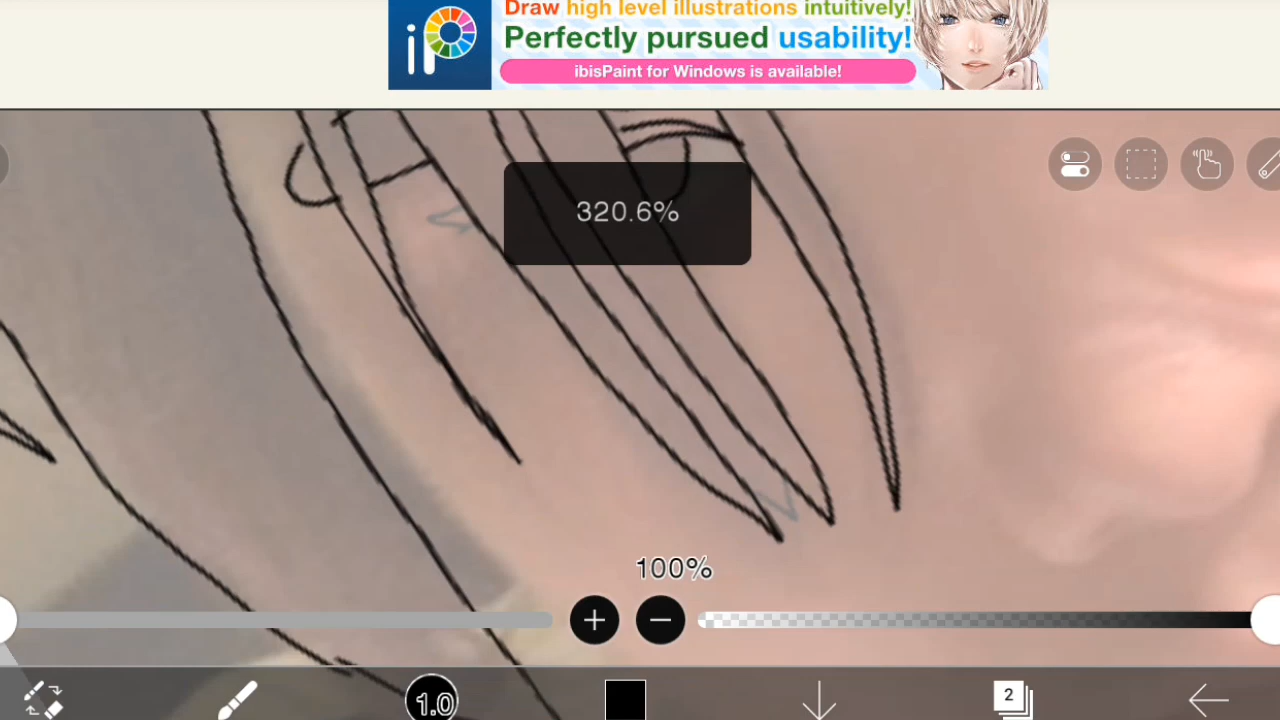 iP
Draw high level illustrations intuitively!
Perfectly pursued usability!
ibisPaint for Windows is available!
320.6%
100%
1.0
2